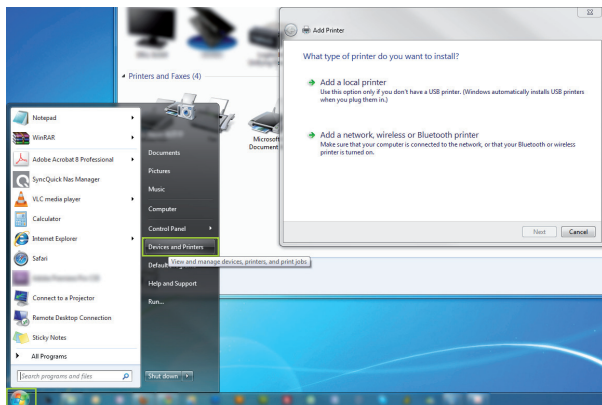 Add Printer
What type of printer do you want to install?
Add a local printer
Use this option only if you don't have a USB printer. (Windows automatically installs USB printers
when you plug them in.)
Add a network, wireless or Bluetooth printer
Make sure that your computer is connected to the network, or that your Bluetooth or wireless
printer is turned on.
Next
Cancel
Printers and Faxes (4)
Microsoft
Document
Notepad
WinRAR
Adobe Acrobat 8 Professional
SyncQuick Nas Manager
VLC media player
Calculator
Internet Explorer
Safari
Connect to a Projector
Remote Desktop Connection
Sticky Notes
All Programs
Search programs and files
Documents
Pictures
Music
Computer
Control Panel
Devices and Printers
View and manage devices, printers, and print jobs
Default
Help and Support
Run...
Shut down